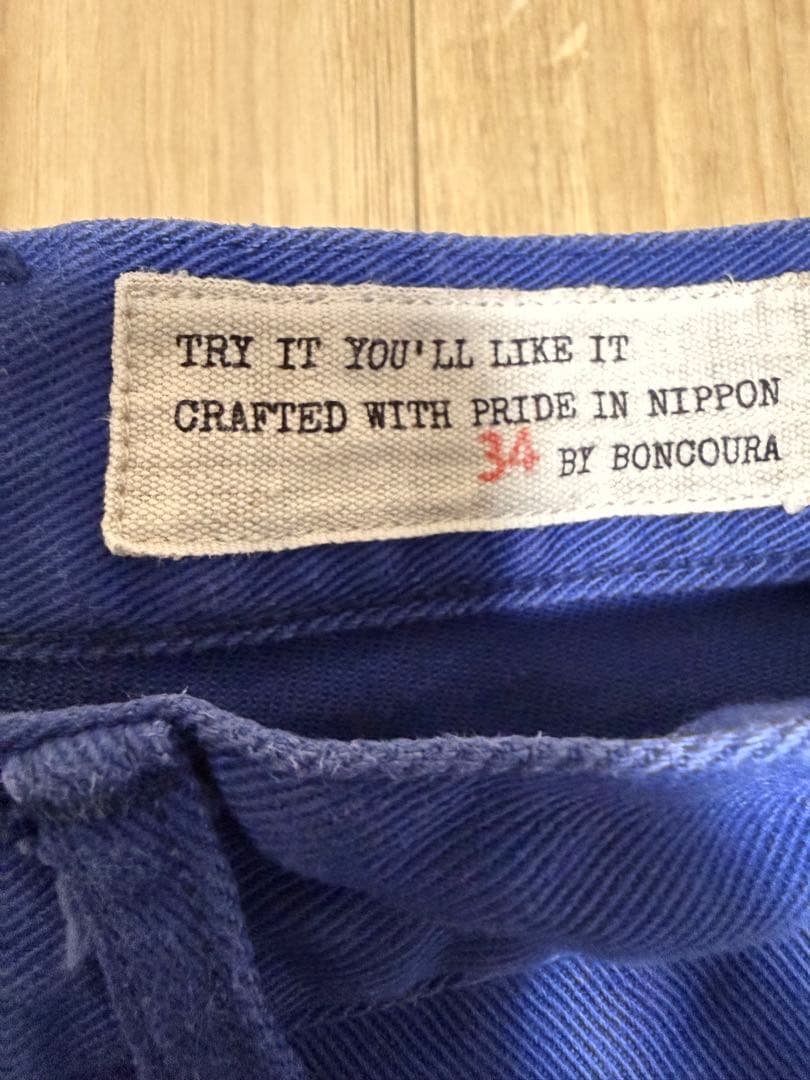 TRY IT YOU'LL LIKE IT
CRAFTED WITH PRIDE IN NIPPON
34 BY BONCOURA